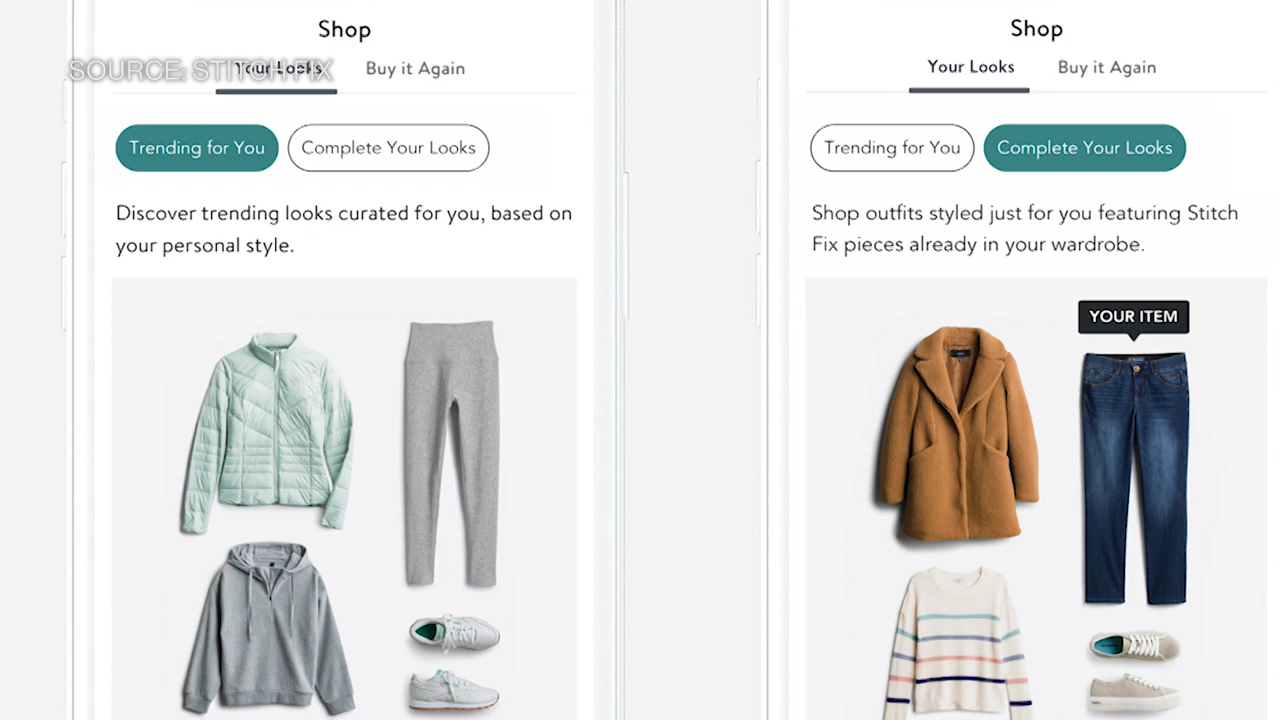 Shop
SOURCE: STITCH FIX
Your Looks
Buy it Again
Trending for You
Complete Your Looks
Discover trending looks curated for you, based on
your personal style.
Shop
Your Looks
Buy it Again
Trending for You
Complete Your Looks
Shop outfits styled just for you featuring Stitch
Fix pieces already in your wardrobe.
YOUR ITEM